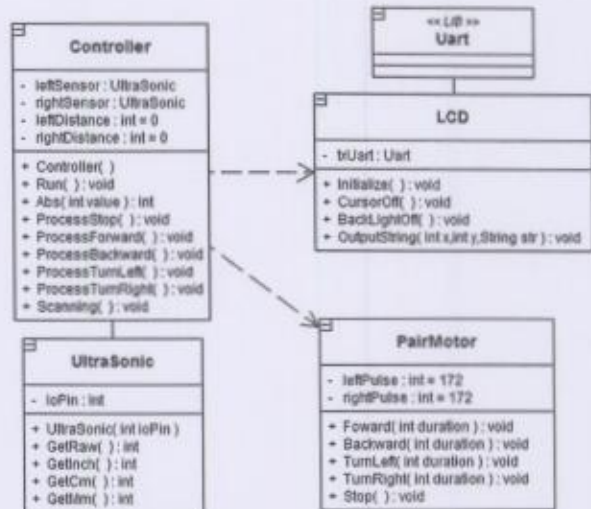 Controller
- leftSensor : UltraSonic
- rightSensor : UltraSonic
- leftDistance : int = 0
- rightDistance : int = 0
+ Controller( )
+ Run( ) : void
+ Abs( int value ) : int
+ ProcessStop( ) : void
+ ProcessForward( ) : void
+ ProcessBackward( ) : void
+ ProcessTurnLeft( ) : void
+ ProcessTurnRight( ) : void
+ Scanning( ) : void
UltraSonic
- ioPin : int
+ UltraSonic( int ioPin )
+ GetRaw( ) : int
+ GetInch( ) : int
+ GetCm( ) : int
+ GetMm( ) : int
<< LIB >>
Uart
LCD
- triUart : Uart
+ Initialize( ) : void
+ CursorOff( ) : void
+ BackLightOff( ) : void
+ OutputString( int x,int y,String str ) : void
PairMotor
- leftPulse : int = 172
- rightPulse : int = 172
+ Foward( int duration ) : void
+ Backward( int duration ) : void
+ TurnLeft( int duration ) : void
+ TurnRight( int duration ) : void
+ Stop( ) : void